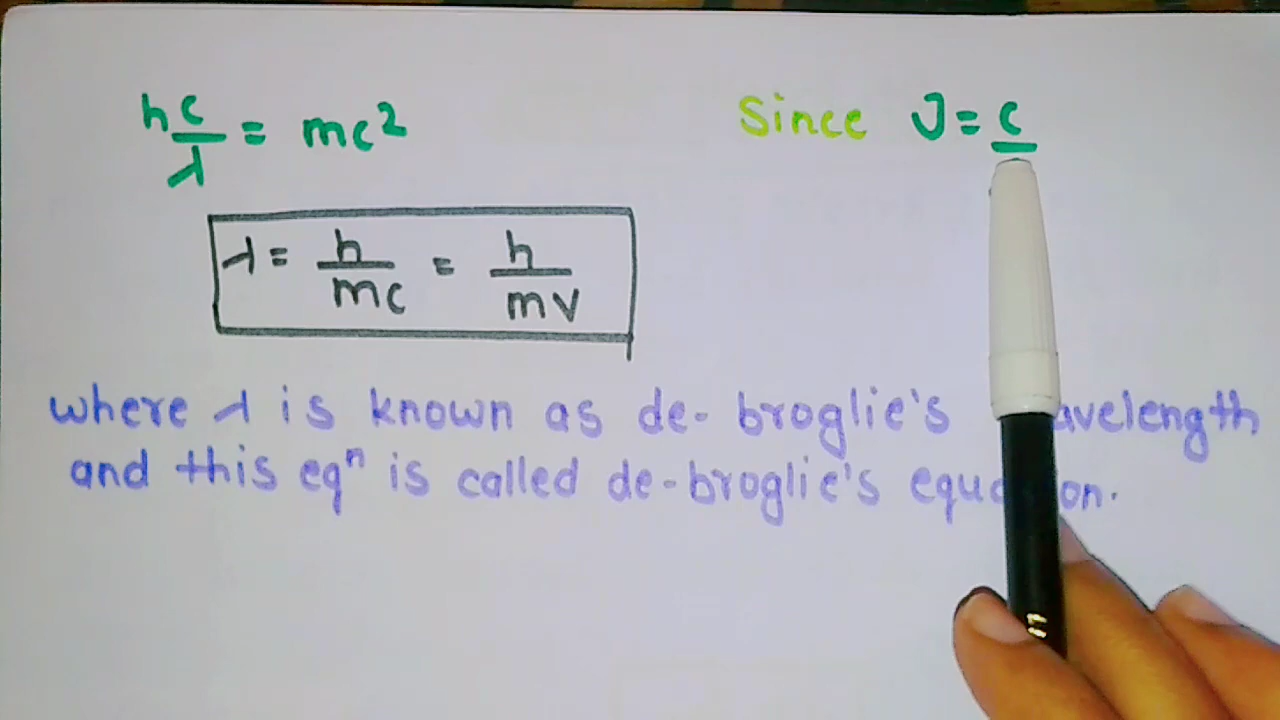 hc/λ = mc² Since ν = c
λ = h/mc = h/mv
where λ is known as de-broglie's
and this eqⁿ is called de-broglie's